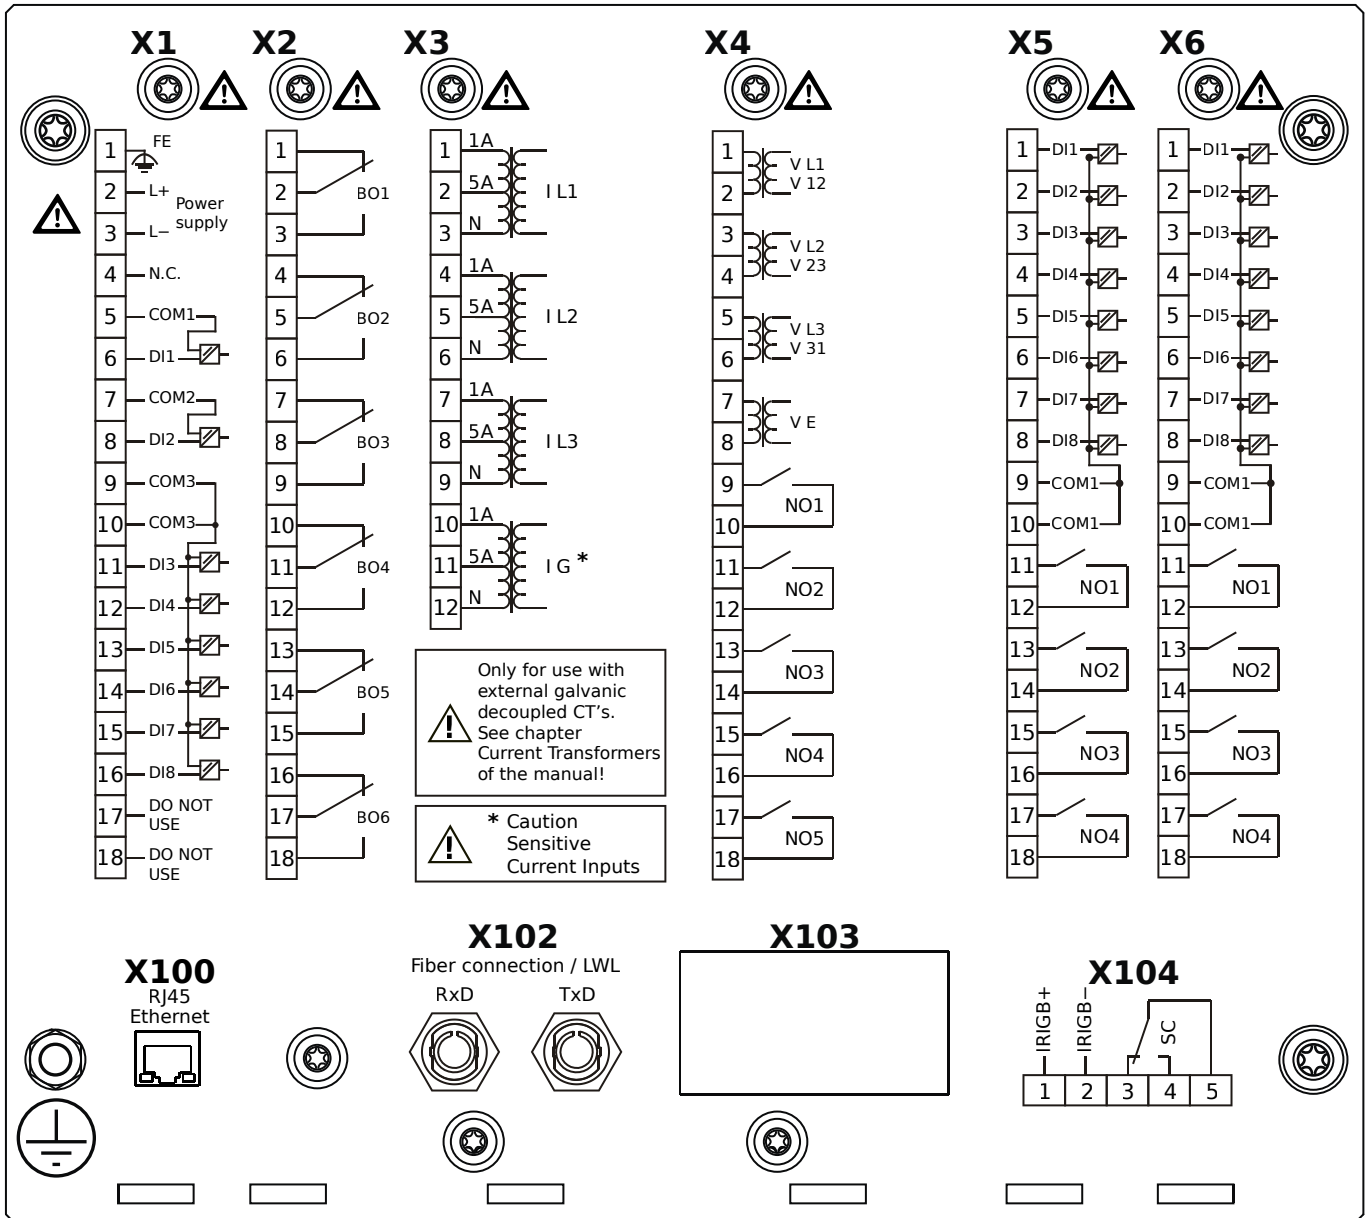 X1 X2 X3 X4 X5 X6
1 FE
2 L+
Power
supply
3 L−
4 N.C.
5 COM1
6 DI1
7 COM2
8 DI2
9 COM3
10 COM3
11 DI3
12 DI4
13 DI5
14 DI6
15 DI7
16 DI8
17 DO NOT
USE
18 DO NOT
USE
1
2 BO1
3
4
5 BO2
6
7
8 BO3
9
10
11 BO4
12
13
14 BO5
15
16
17 BO6
18
1 1A
2 5A I L1
3 N
4 1A
5 5A I L2
6 N
7 1A
8 5A I L3
9 N
10 1A
11 5A I G *
12 N
Only for use with
external galvanic
decoupled CT's.
See chapter
Current Transformers
of the manual!
* Caution
Sensitive
Current Inputs
1 V L1
2 V 12
3 V L2
4 V 23
5 V L3
6 V 31
7 V E
8
9 NO1
10
11 NO2
12
13 NO3
14
15 NO4
16
17 NO5
18
1 DI1
2 DI2
3 DI3
4 DI4
5 DI5
6 DI6
7 DI7
8 DI8
9 COM1
10 COM1
11 NO1
12
13 NO2
14
15 NO3
16
17 NO4
18
1 DI1
2 DI2
3 DI3
4 DI4
5 DI5
6 DI6
7 DI7
8 DI8
9 COM1
10 COM1
11 NO1
12
13 NO2
14
15 NO3
16
17 NO4
18
X100
RJ45
Ethernet
X102
Fiber connection / LWL
RxD TxD
X103
X104
IRIGB+ IRIGB− SC
1 2 3 4 5